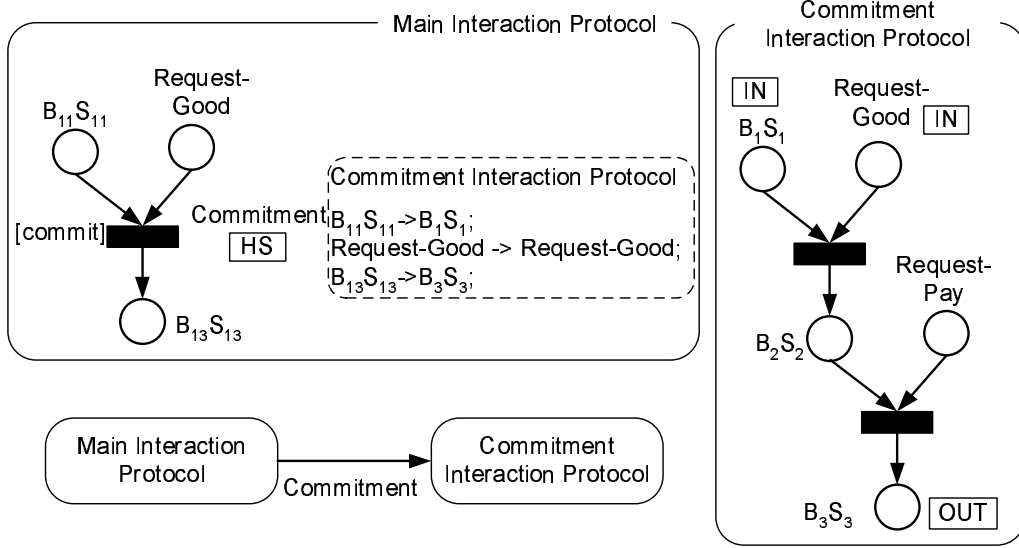 Main Interaction Protocol
Request-
Good
B₁₁S₁₁
[commit]
Commitment
HS
B₁₃S₁₃
Commitment Interaction Protocol
B₁₁S₁₁->B₁S₁;
Request-Good -> Request-Good;
B₁₃S₁₃->B₃S₃;
Commitment
Interaction Protocol
IN
B₁S₁
Request-
Good
IN
Request-
Pay
B₂S₂
B₃S₃
OUT
Main Interaction
Protocol
Commitment
Commitment
Interaction Protocol